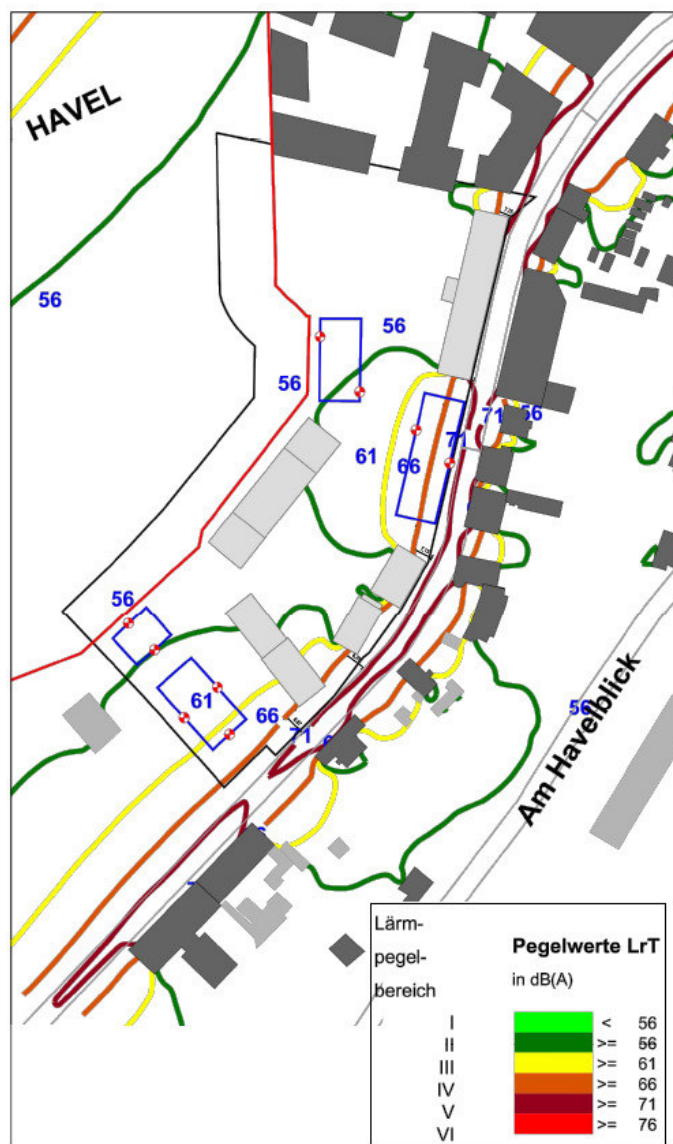 HAVEL
56
56
56
61
66
71
71
56
56
61
66
71
56
Am Havelblick
Lärm-
pegel-
bereich
Pegelwerte LrT
in dB(A)
I < 56
II >= 56
III >= 61
IV >= 66
V >= 71
VI >= 76